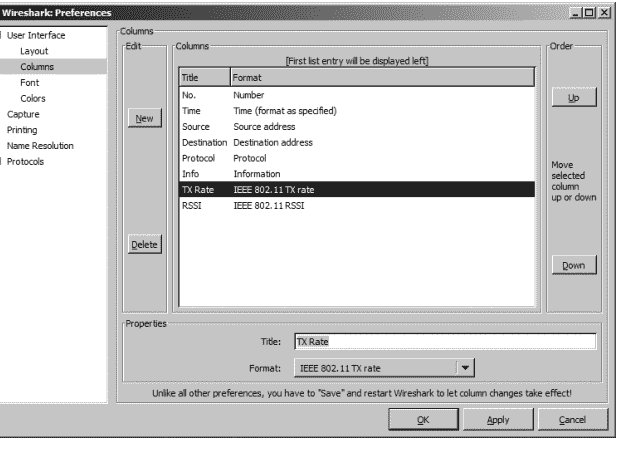 Wireshark: Preferences
User Interface
Layout
Columns
Font
Colors
Capture
Printing
Name Resolution
Protocols
Columns
Edit
New
Delete
Columns
[First list entry will be displayed left]
Title Format
No. Number
Time Time (format as specified)
Source Source address
Destination Destination address
Protocol Protocol
Info Information
TX Rate IEEE 802.11 TX rate
RSSI IEEE 802.11 RSSI
Order
Up
Move
selected
column
up or down
Down
Properties
Title: TX Rate
Format: IEEE 802.11 TX rate
Unlike all other preferences, you have to "Save" and restart Wireshark to let column changes take effect!
OK Apply Cancel